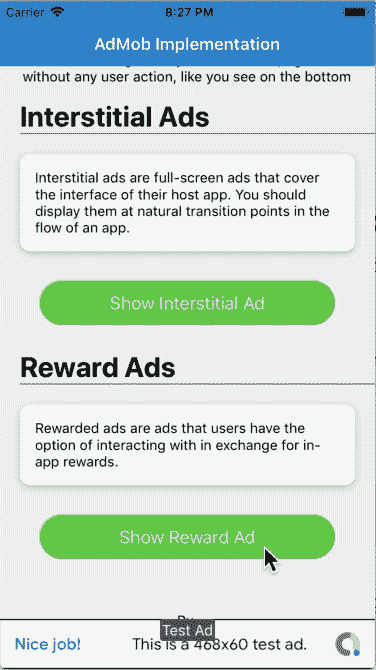 Carrier 8:27 PM
AdMob Implementation
without any user action, like you see on the bottom
Interstitial Ads
Interstitial ads are full-screen ads that cover
the interface of their host app. You should
display them at natural transition points in the
flow of an app.
Show Interstitial Ad
Reward Ads
Rewarded ads are ads that users have the
option of interacting with in exchange for in-
app rewards.
Show Reward Ad
Test Ad
Nice job! This is a 468x60 test ad.